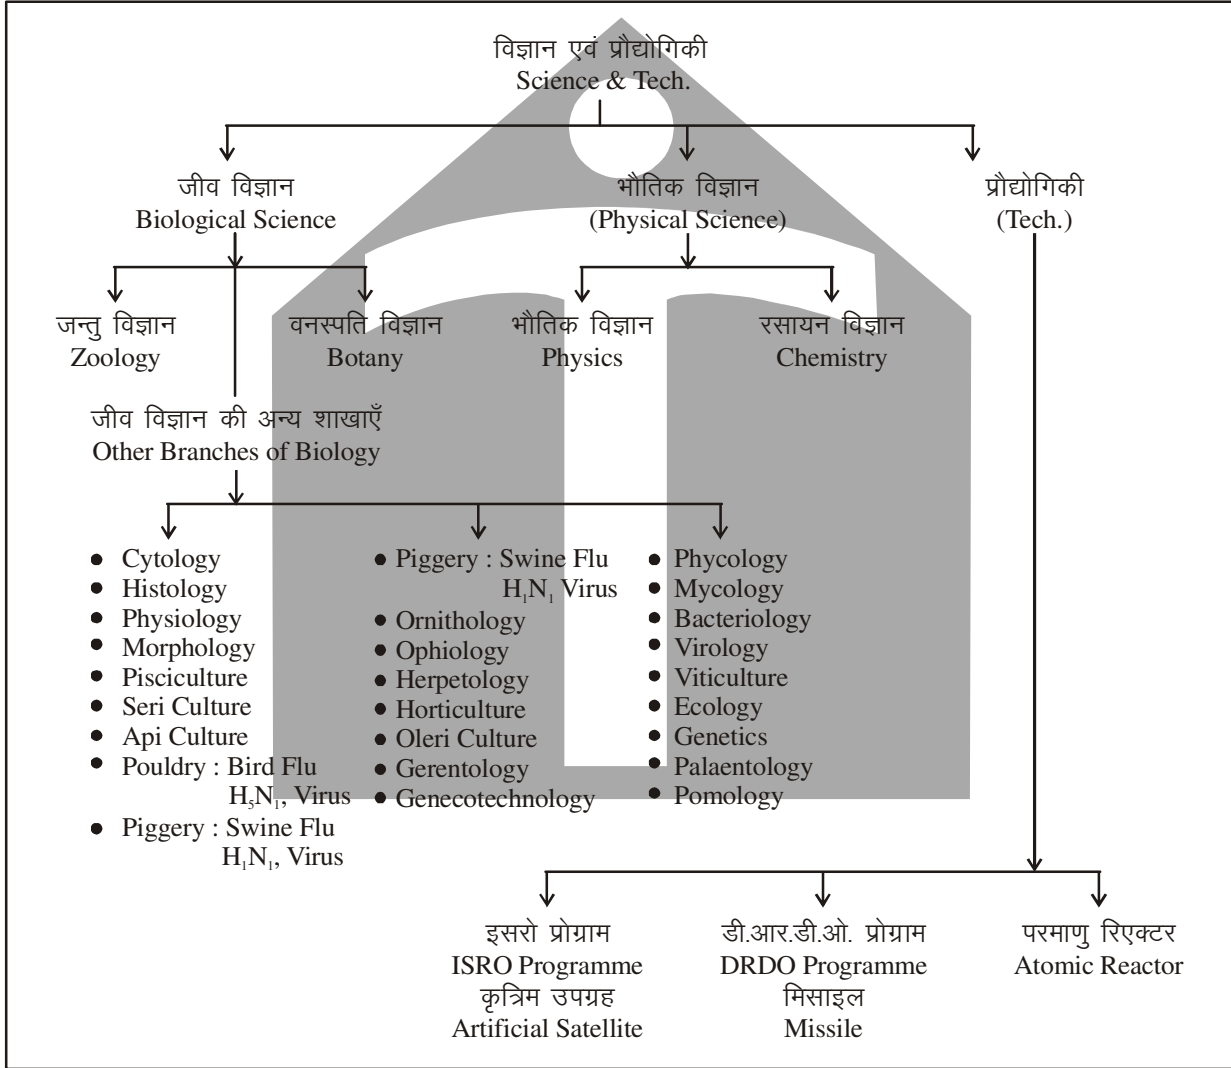 विज्ञान एवं प्रौद्योगिकी
Science & Tech.
जीव विज्ञान
Biological Science
भौतिक विज्ञान
(Physical Science)
प्रौद्योगिकी
(Tech.)
जन्तु विज्ञान
Zoology
वनस्पति विज्ञान
Botany
भौतिक विज्ञान
Physics
रसायन विज्ञान
Chemistry
जीव विज्ञान की अन्य शाखाएँ
Other Branches of Biology
• Cytology
• Histology
• Physiology
• Morphology
• Pisciculture
• Seri Culture
• Api Culture
• Pouldry : Bird Flu
H₅N₁, Virus
• Piggery : Swine Flu
H₁N₁, Virus
• Piggery : Swine Flu
H₁N₁ Virus
• Ornithology
• Ophiology
• Herpetology
• Horticulture
• Oleri Culture
• Gerentology
• Genecotechnology
• Phycology
• Mycology
• Bacteriology
• Virology
• Viticulture
• Ecology
• Genetics
• Palaentology
• Pomology
इसरो प्रोग्राम
ISRO Programme
कृत्रिम उपग्रह
Artificial Satellite
डी.आर.डी.ओ. प्रोग्राम
DRDO Programme
मिसाइल
Missile
परमाणु रिएक्टर
Atomic Reactor